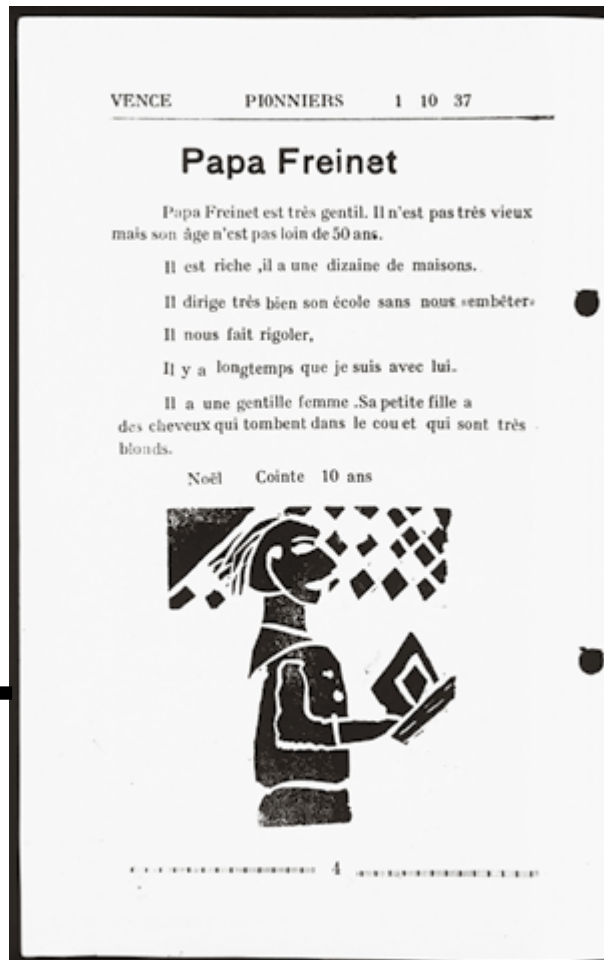 VENCE PIONNIERS 1 10 37
Papa Freinet
Papa Freinet est très gentil. Il n'est pas très vieux
mais son âge n'est pas loin de 50 ans.
Il est riche ,il a une dizaine de maisons.
Il dirige très bien son école sans nous «embêter»
Il nous fait rigoler,
Il y a longtemps que je suis avec lui.
Il a une gentille femme .Sa petite fille a
des cheveux qui tombent dans le cou et qui sont très
blonds.
Noël Cointe 10 ans
4